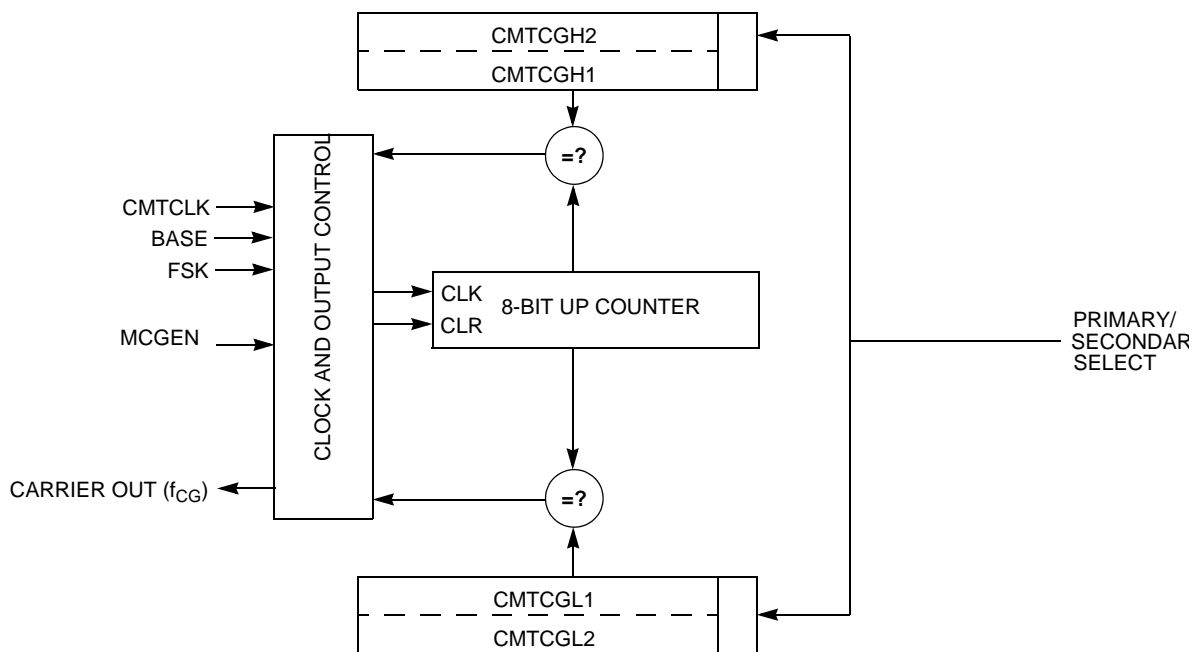 CMTCGH2
CMTCGH1
=?
CLOCK AND OUTPUT CONTROL
CMTCLK
BASE
FSK
MCGEN
CLK
CLR
8-BIT UP COUNTER
PRIMARY/
SECONDAR
SELECT
CARRIER OUT (fCG)
=?
CMTCGL1
CMTCGL2